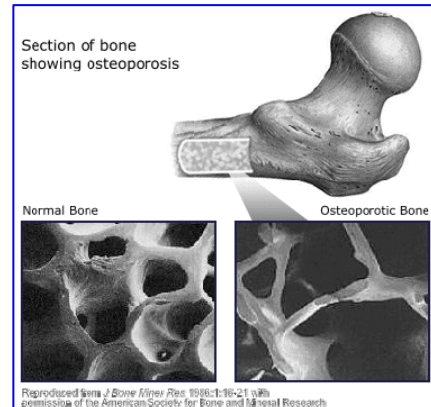 Section of bone
showing osteoporosis
Normal Bone
Osteoporotic Bone
Reproduced from J Bone Miner Res 1986;1:16-21 with
permission of the American Society for Bone and Mineral Research